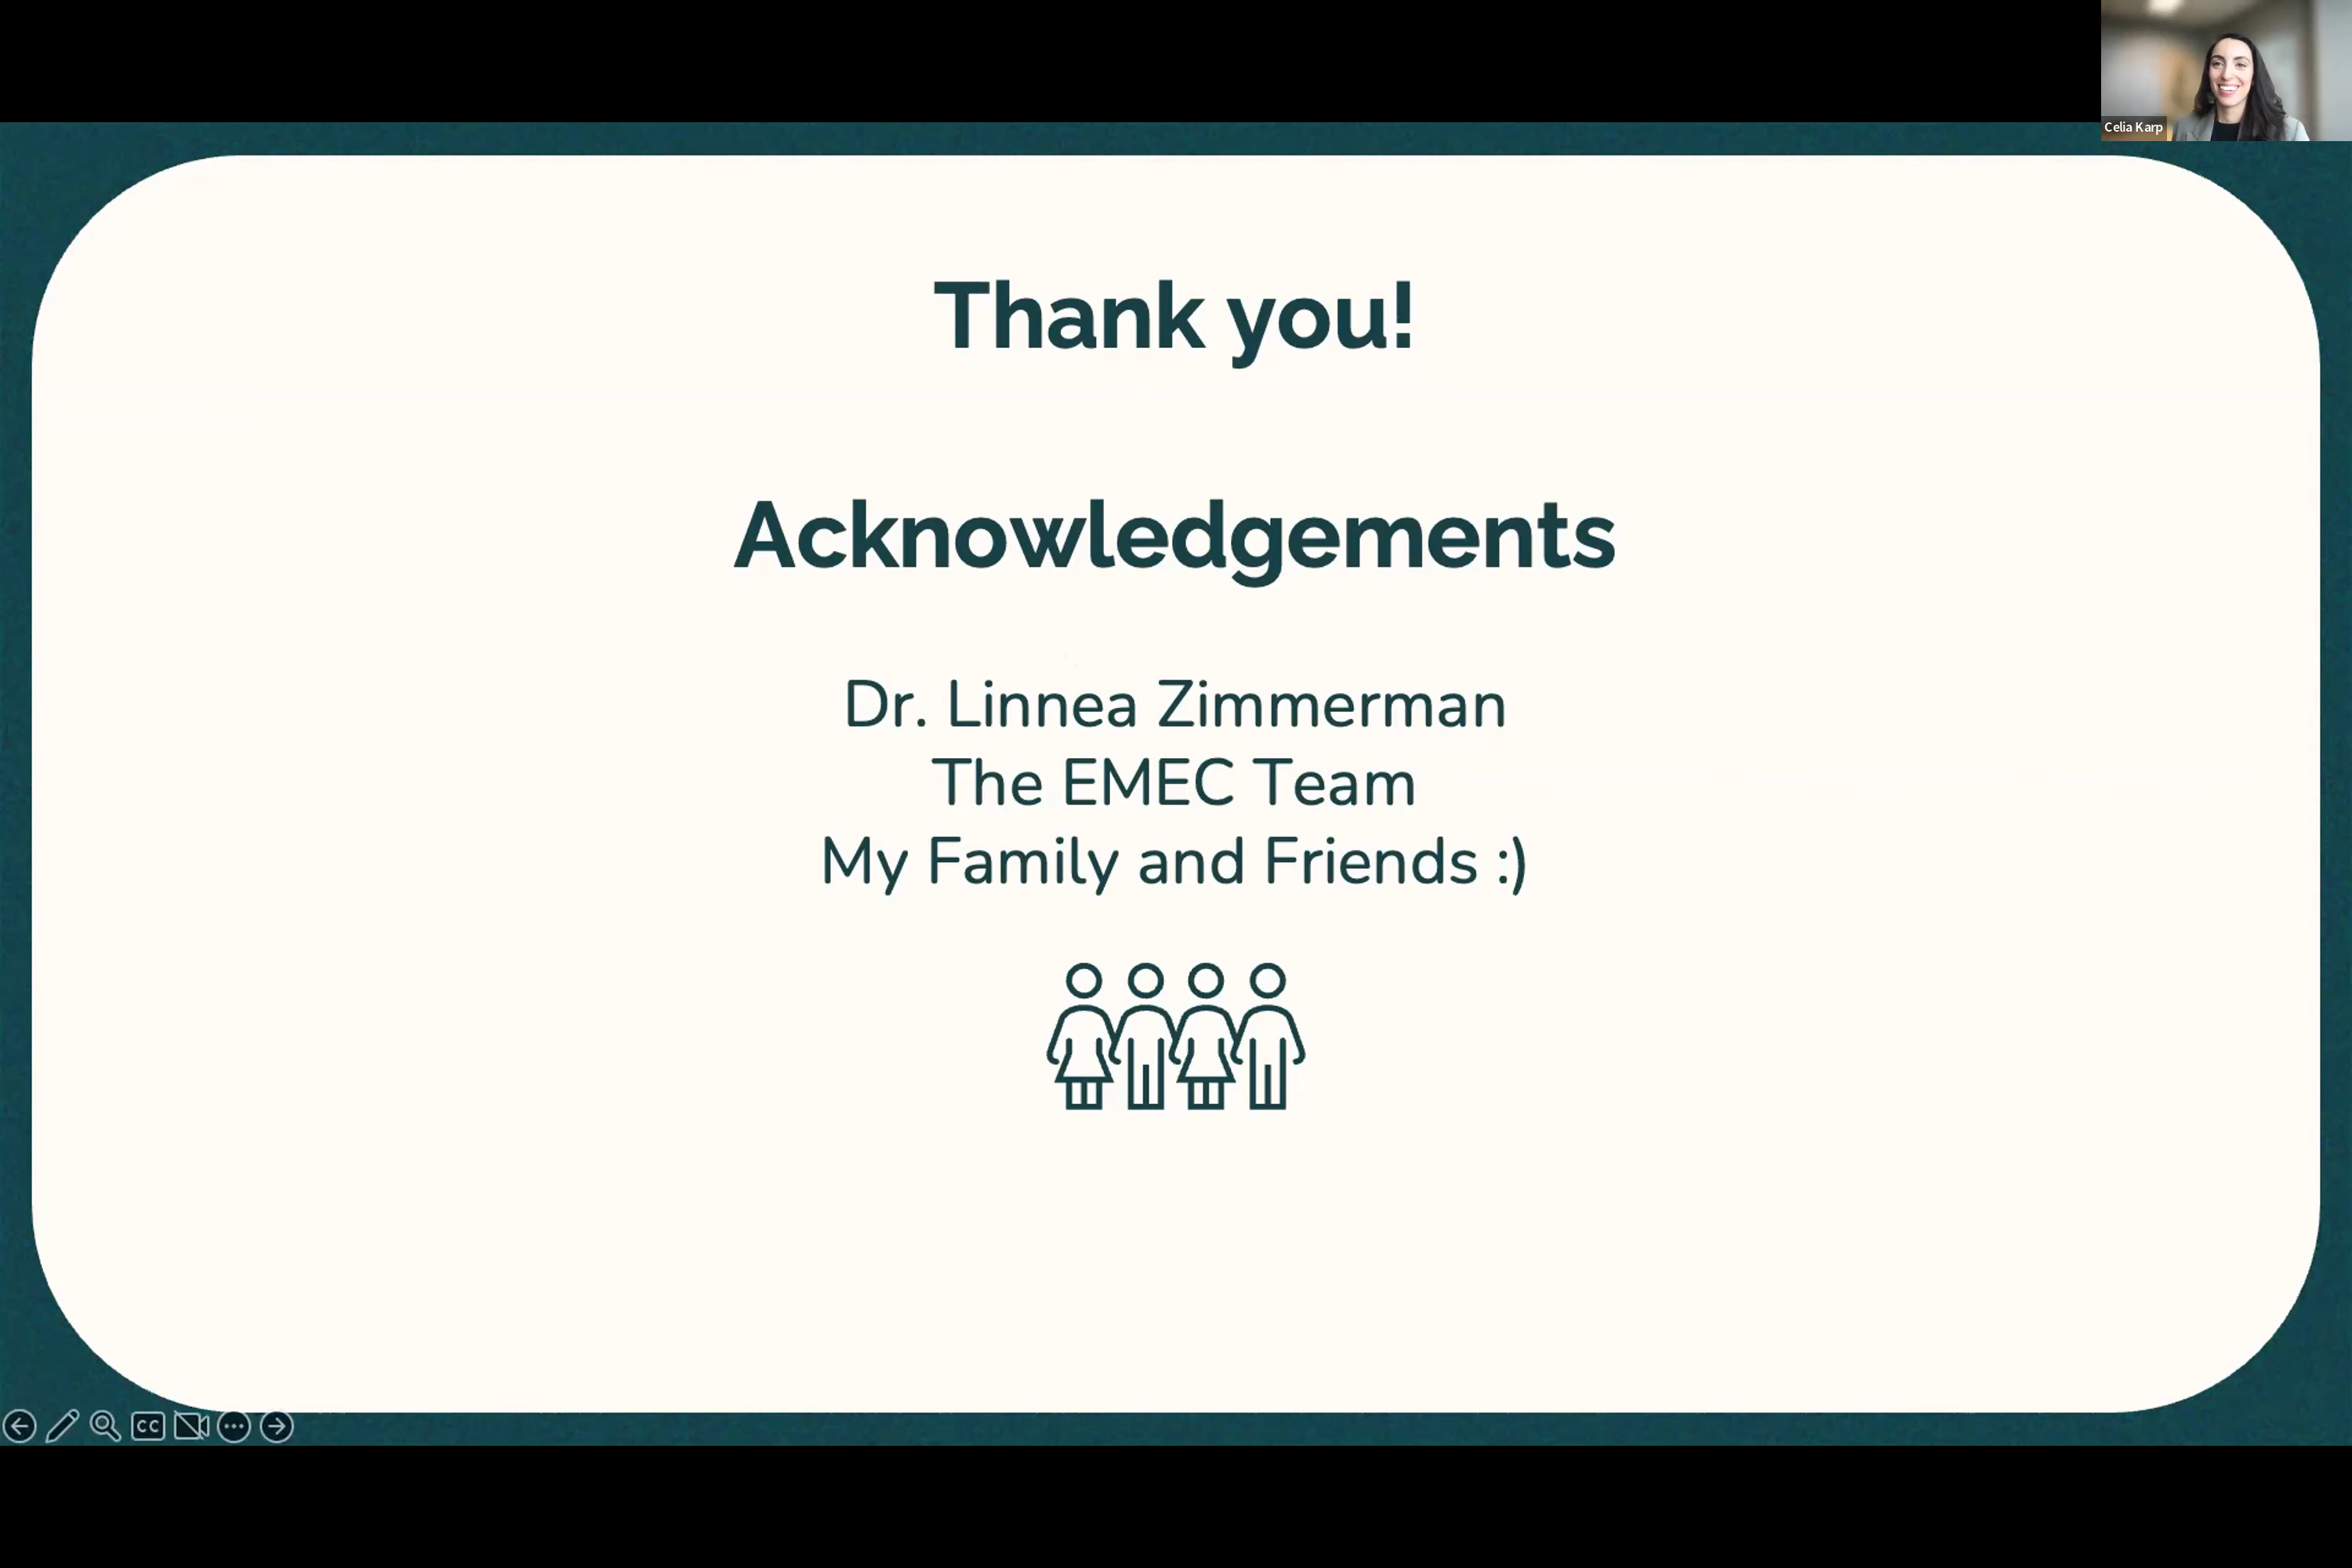 Celia Karp
Thank you!
Acknowledgements
Dr. Linnea Zimmerman
The EMEC Team
My Family and Friends :)
CC